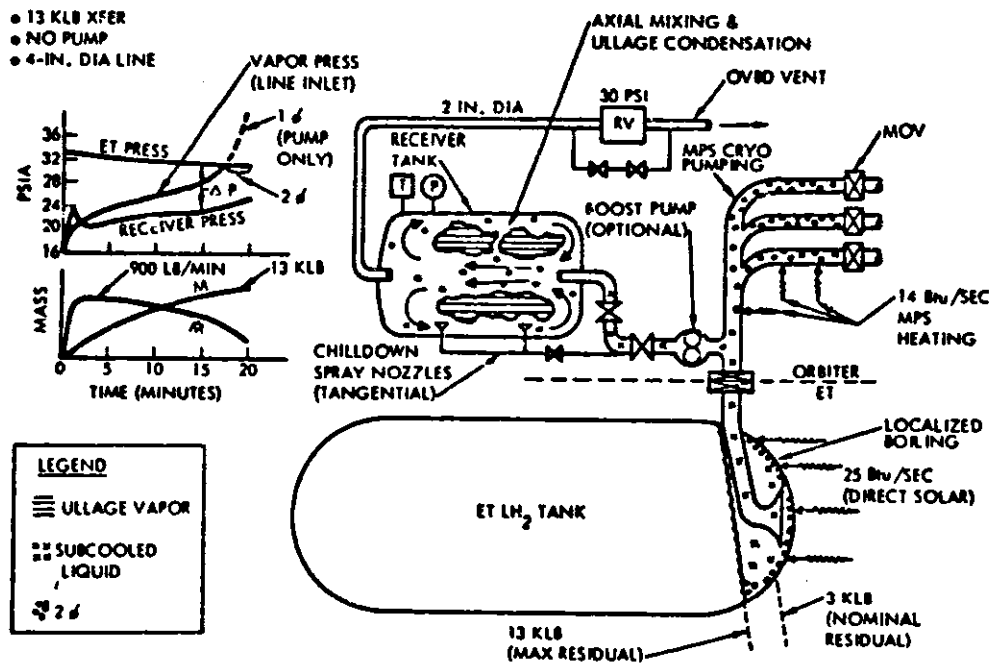 • 13 KLB XFER
• NO PUMP
• 4-IN. DIA LINE
VAPOR PRESS
(LINE INLET)
1 ϕ
(PUMP
ONLY)
ET PRESS
PSIA
36
32
28
24
20
16
Δ P
2 ϕ
RECEIVER PRESS
900 LB/MIN
13 KLB
M
Ṁ
MASS
0
5
10
15
20
TIME (MINUTES)
AXIAL MIXING &
ULLAGE CONDENSATION
OVBD VENT
30 PSI
RV
2 IN. DIA
RECEIVER
TANK
T
P
MPS CRYO
PUMPING
MOV
BOOST PUMP
(OPTIONAL)
14 Btu/SEC
MPS
HEATING
CHILLDOWN
SPRAY NOZZLES
(TANGENTIAL)
ORBITER
ET
LOCALIZED
BOILING
25 Btu/SEC
(DIRECT SOLAR)
ET LH2 TANK
3 KLB
(NOMINAL
RESIDUAL)
13 KLB
(MAX RESIDUAL)
LEGEND
ULLAGE VAPOR
SUBCOOLED
LIQUID
2 ϕ